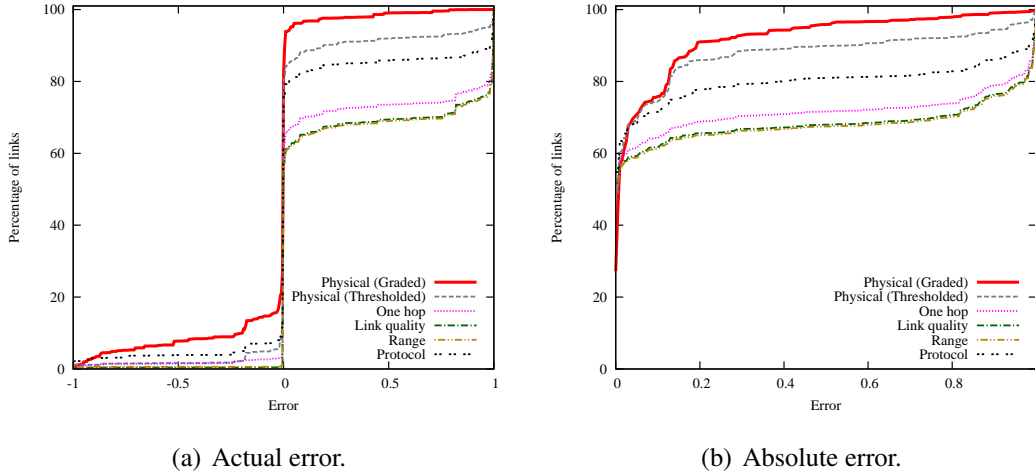 100
80
60
40
20
0
-1
-0.5
0
0.5
1
Percentage of links
Error
Physical (Graded)
Physical (Thresholded)
One hop
Link quality
Range
Protocol
(a) Actual error.
100
80
60
40
20
0
0
0.2
0.4
0.6
0.8
Percentage of links
Error
Physical (Graded)
Physical (Thresholded)
One hop
Link quality
Range
Protocol
(b) Absolute error.